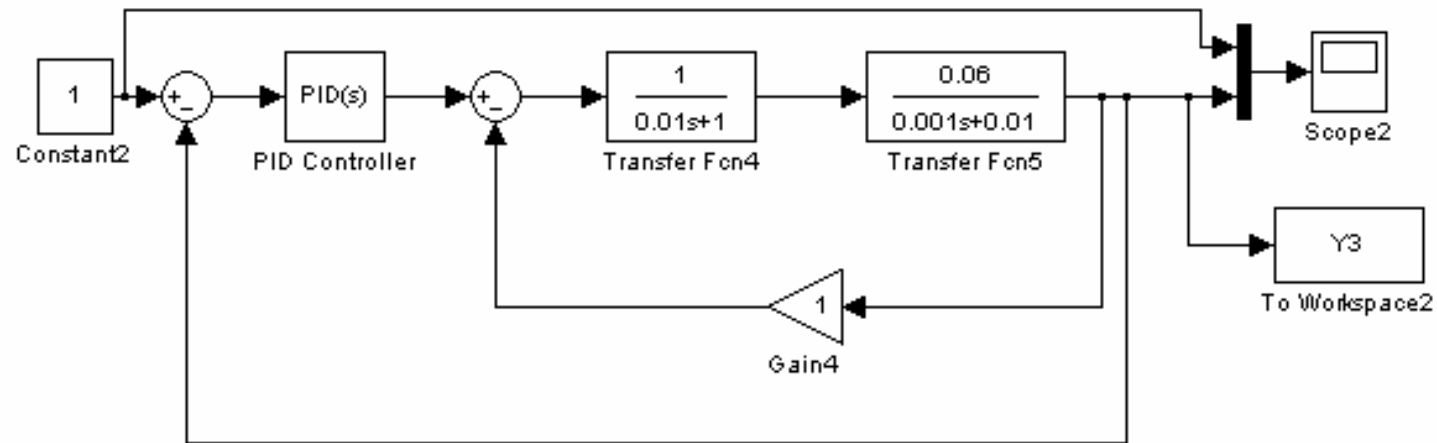 1
Constant2
+
−
PID(s)
PID Controller
+
−
1
0.01s+1
Transfer Fcn4
0.06
0.001s+0.01
Transfer Fcn5
Scope2
Y3
To Workspace2
1
Gain4